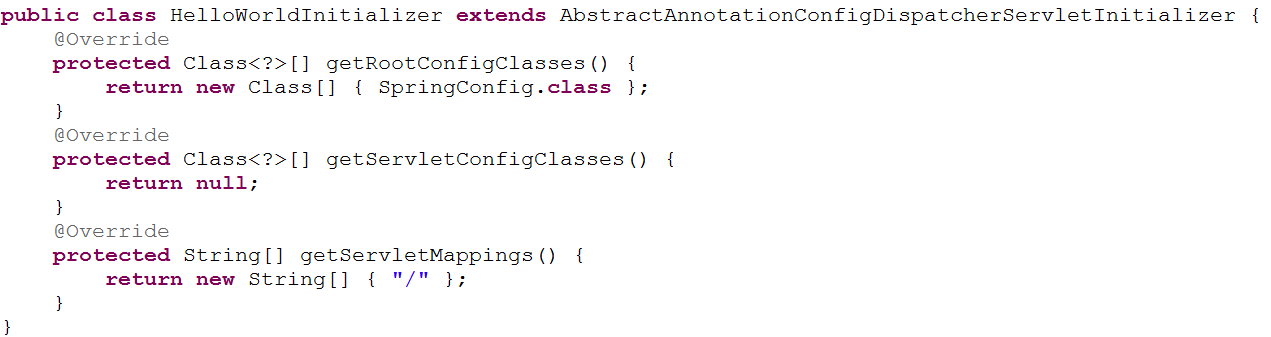 public class HelloWorldInitializer extends AbstractAnnotationConfigDispatcherServletInitializer {
    @Override
    protected Class<?>[] getRootConfigClasses() {
        return new Class[] { SpringConfig.class };
    }
    @Override
    protected Class<?>[] getServletConfigClasses() {
        return null;
    }
    @Override
    protected String[] getServletMappings() {
        return new String[] { "/" };
    }
}